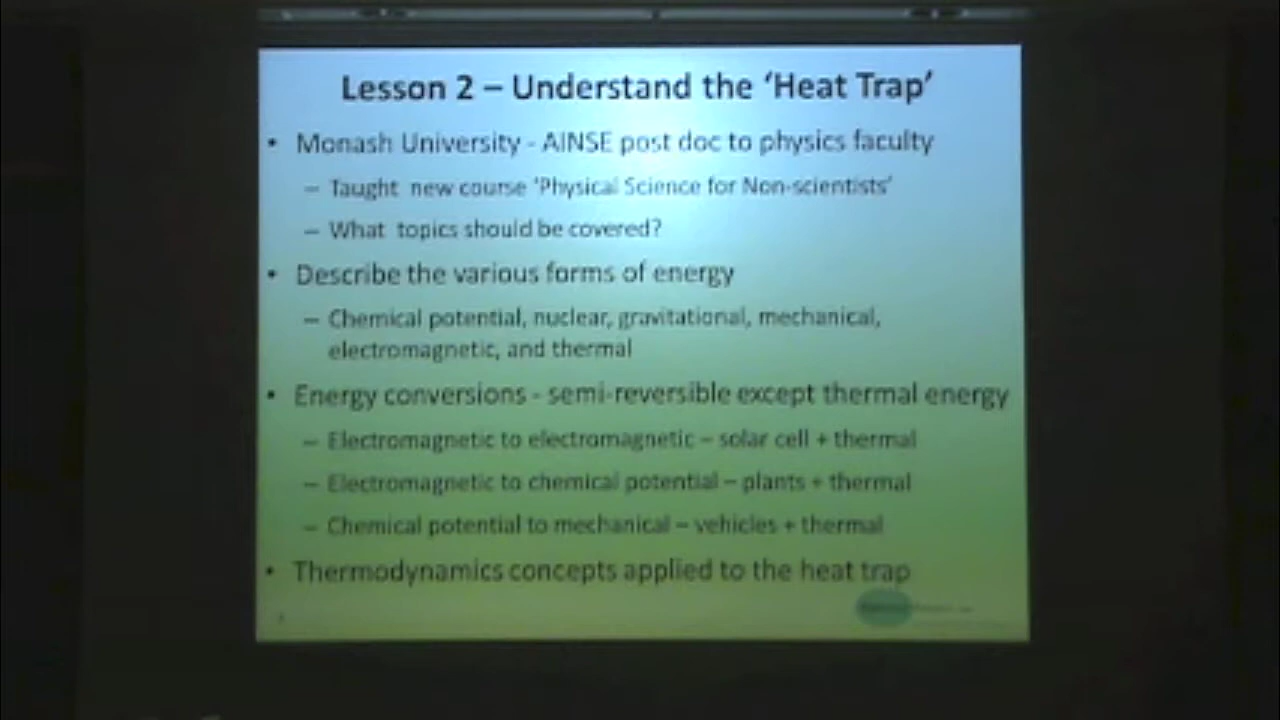 Lesson 2 – Understand the ‘Heat Trap’
• Monash University - AINSE post doc to physics faculty
– Taught new course ‘Physical Science for Non-scientists’
– What topics should be covered?
• Describe the various forms of energy
– Chemical potential, nuclear, gravitational, mechanical,
electromagnetic, and thermal
• Energy conversions - semi-reversible except thermal energy
– Electromagnetic to electromagnetic – solar cell + thermal
– Electromagnetic to chemical potential – plants + thermal
– Chemical potential to mechanical – vehicles + thermal
• Thermodynamics concepts applied to the heat trap